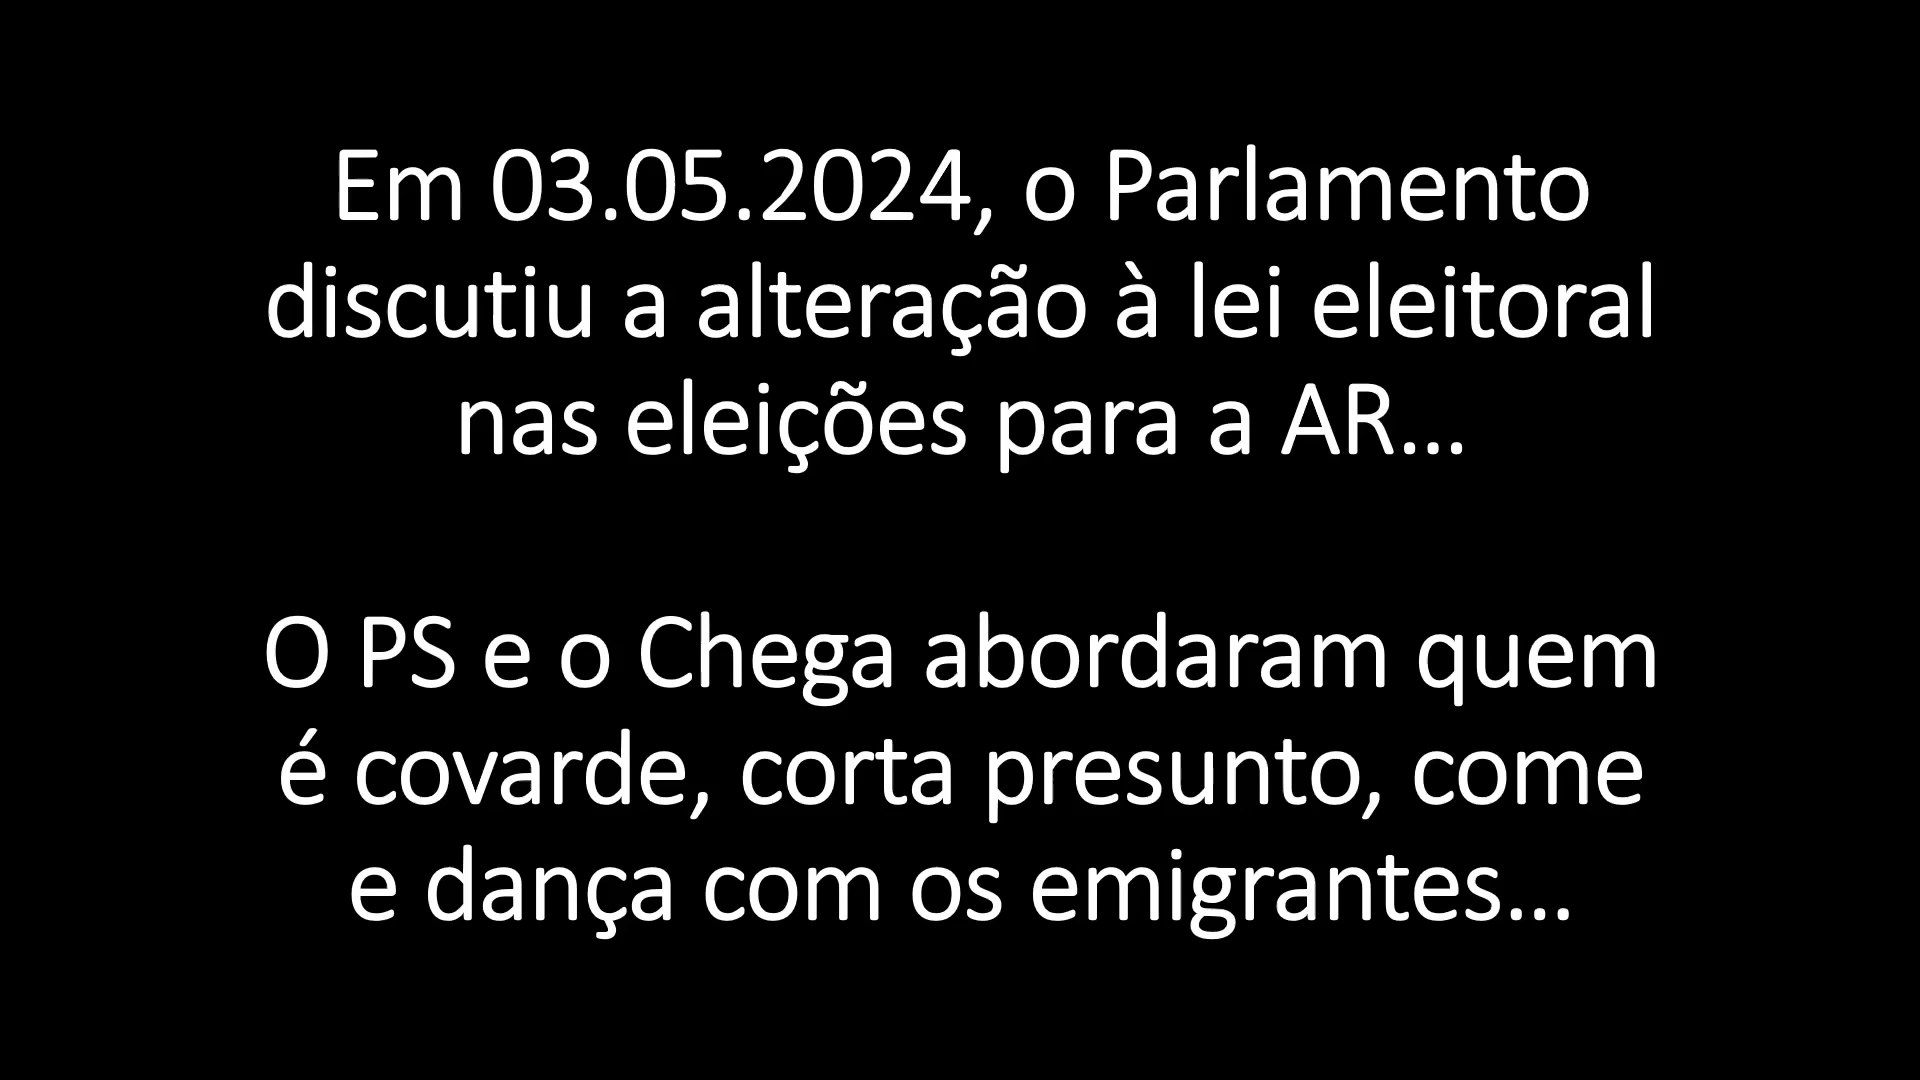 Em 03.05.2024, o Parlamento
discutiu a alteração à lei eleitoral
nas eleições para a AR...
O PS e o Chega abordaram quem
é covarde, corta presunto, come
e dança com os emigrantes...